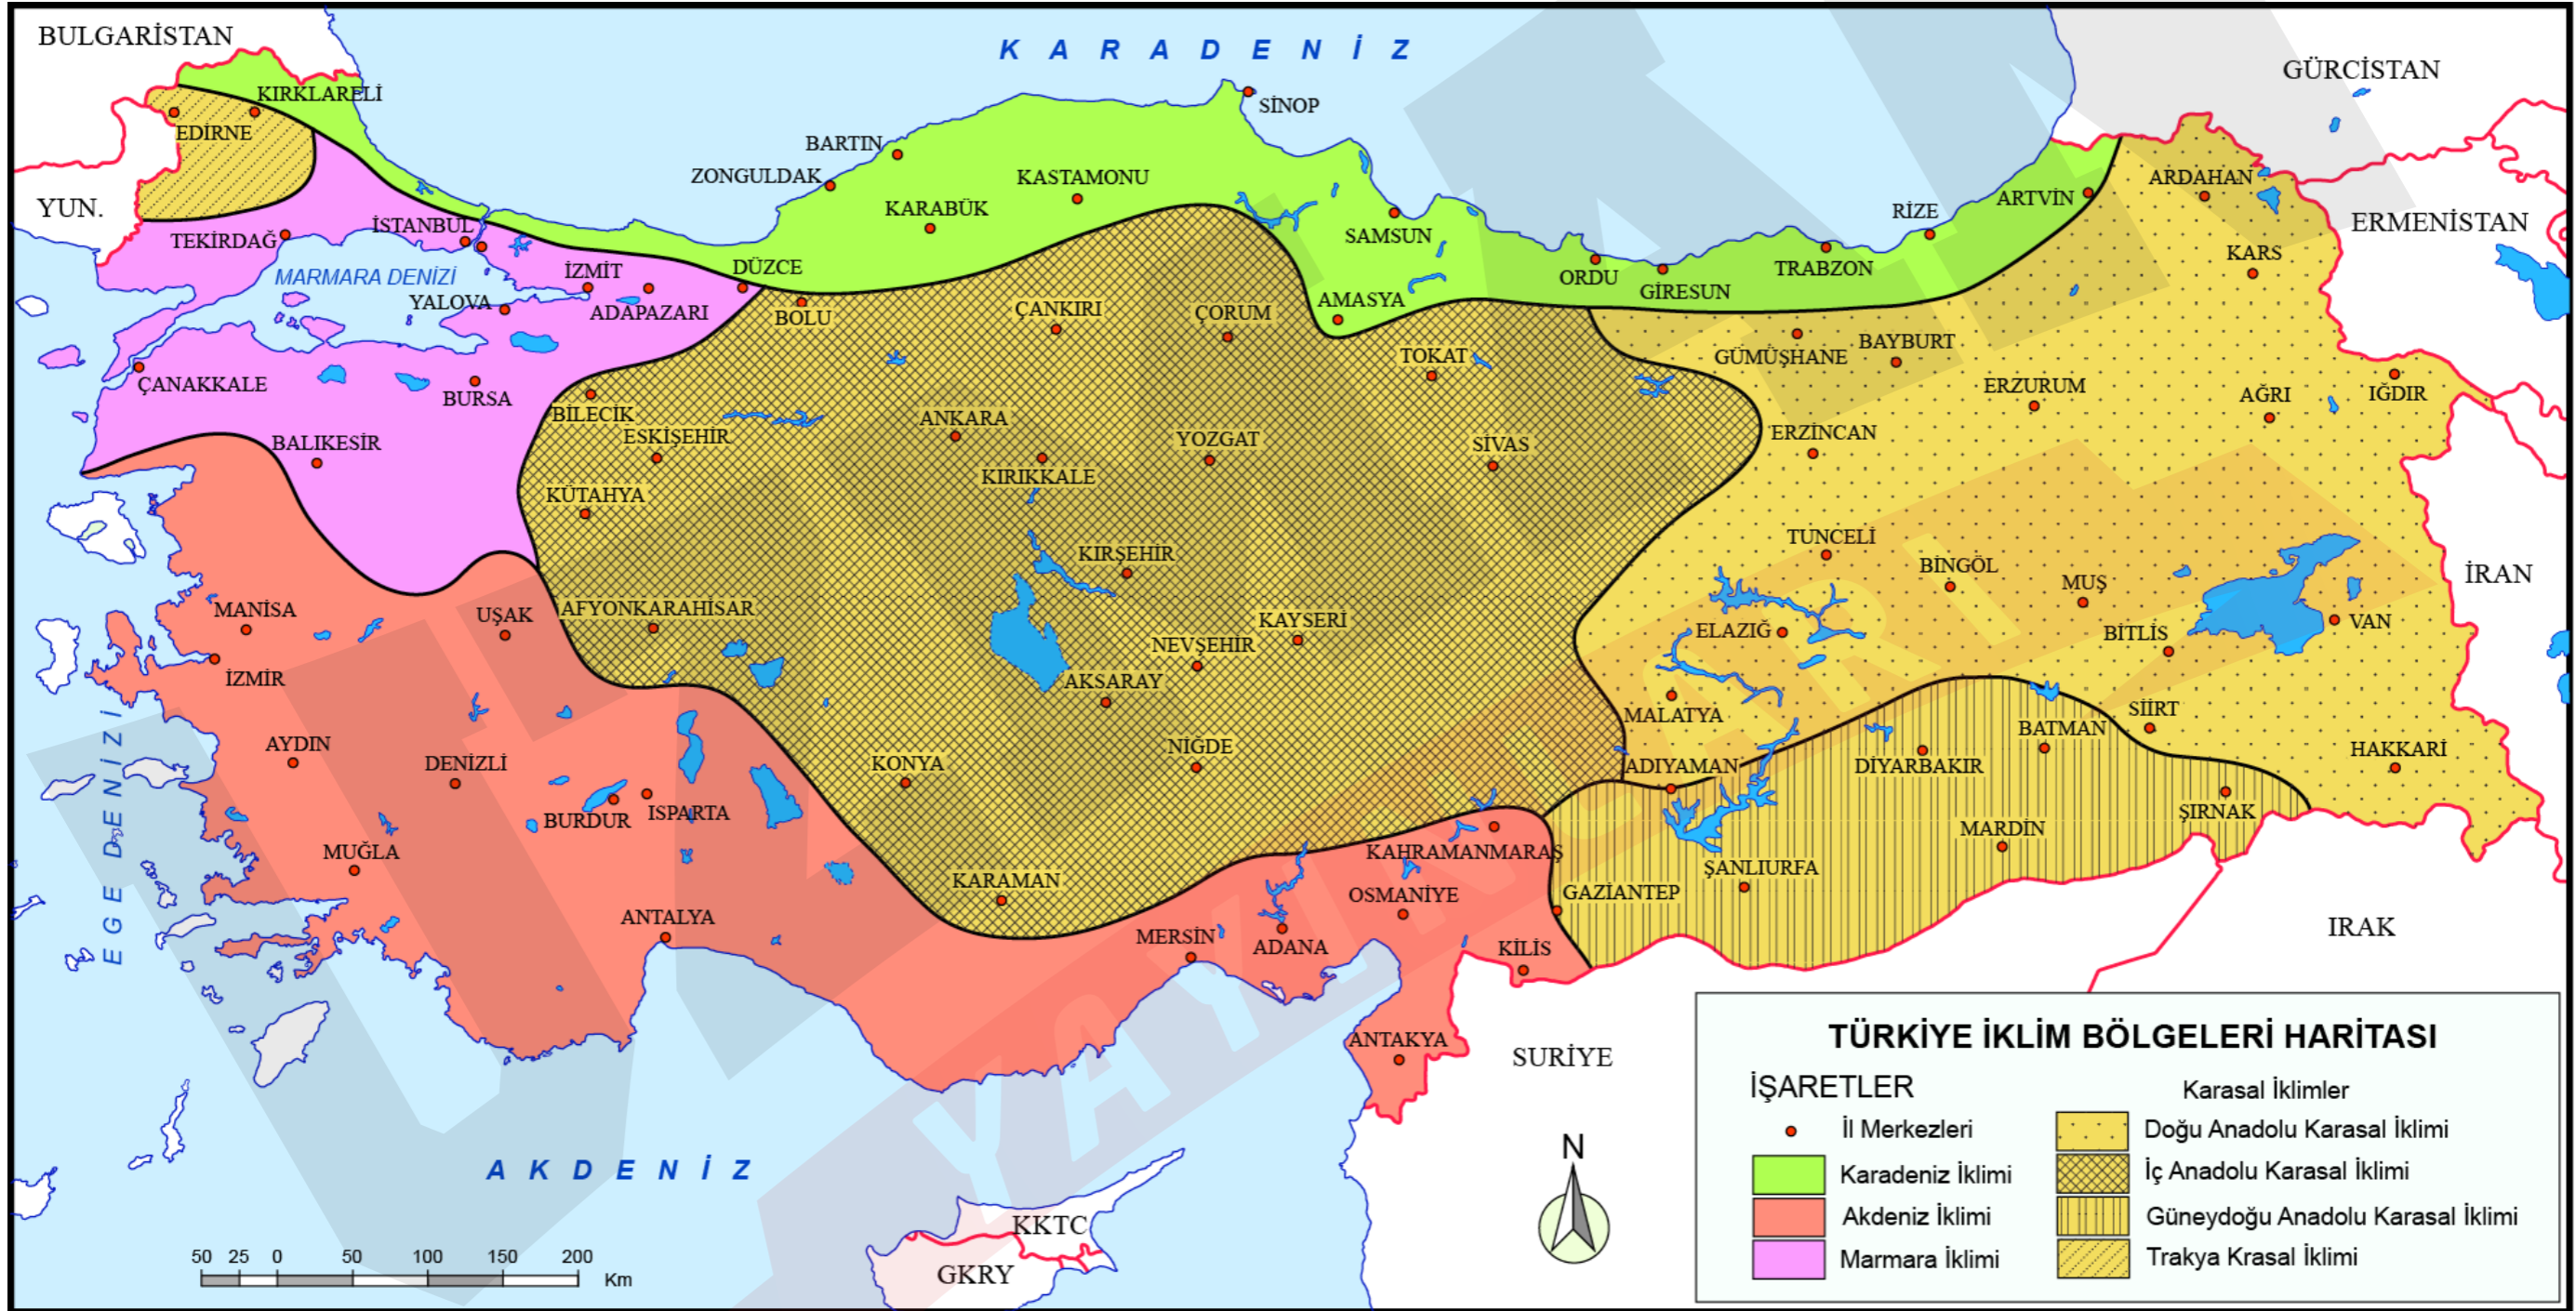 BULGARİSTAN
KARADENİZ
GÜRCİSTAN
KIRKLARELİ
SİNOP
EDİRNE
BARTIN
ZONGULDAK
KASTAMONU
ARDAHAN
YUN.
KARABÜK
ARTVİN
RİZE
ERMENİSTAN
TEKİRDAĞ
İSTANBUL
SAMSUN
KARS
MARMARA DENİZİ
İZMİT
DÜZCE
ORDU
TRABZON
YALOVA
ADAPAZARI
BOLU
ÇANKIRI
ÇORUM
AMASYA
GİRESUN
GÜMÜŞHANE
BAYBURT
TOKAT
ÇANAKKALE
BURSA
BİLECİK
ERZURUM
AĞRI
IĞDIR
BALIKESİR
ESKİŞEHİR
ANKARA
YOZGAT
SİVAS
ERZİNCAN
KIRIKKALE
KÜTAHYA
TUNCELİ
KIRŞEHİR
BİNGÖL
MUŞ
İRAN
MANİSA
UŞAK
AFYONKARAHİSAR
KAYSERİ
ELAZIĞ
BİTLİS
VAN
NEVŞEHİR
İZMİR
AKSARAY
MALATYA
SİİRT
BATMAN
AYDIN
DENİZLİ
KONYA
NİĞDE
ADIYAMAN
DİYARBAKIR
HAKKARİ
EGE DENİZİ
BURDUR
ISPARTA
ŞIRNAK
MARDİN
MUĞLA
KAHRAMANMARAŞ
ŞANLIURFA
KARAMAN
GAZİANTEP
OSMANİYE
ANTALYA
IRAK
MERSİN
ADANA
KİLİS
ANTAKYA
SURİYE
AKDENİZ
KKTC
GKRY
50 25 0 50 100 150 200
Km
N
TÜRKİYE İKLİM BÖLGELERİ HARİTASI
İŞARETLER
İl Merkezleri
Karadeniz İklimi
Akdeniz İklimi
Marmara İklimi
Karasal İklimler
Doğu Anadolu Karasal İklimi
İç Anadolu Karasal İklimi
Güneydoğu Anadolu Karasal İklimi
Trakya Krasal İklimi
YAYINLARI